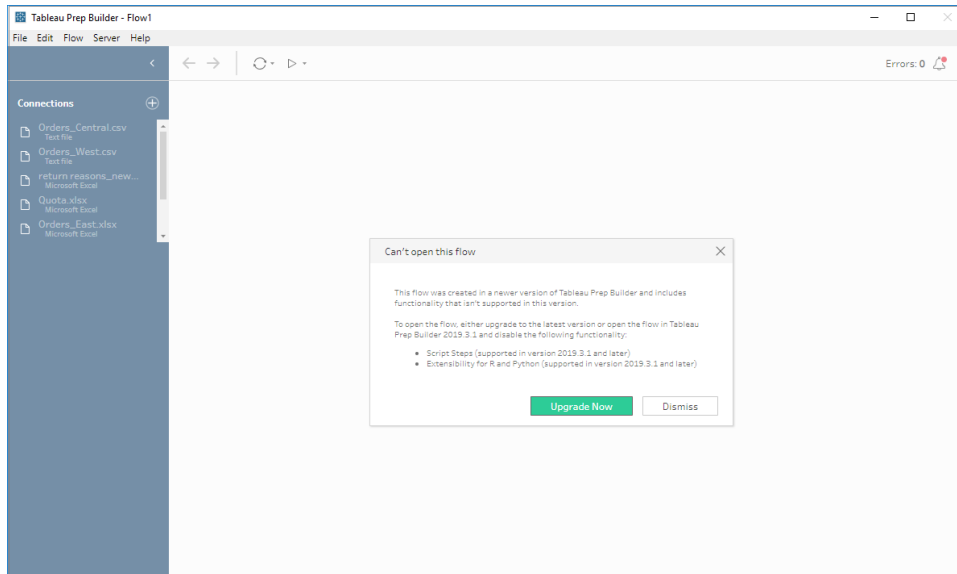 Tableau Prep Builder - Flow1
File Edit Flow Server Help
Errors: 0
Connections
Orders_Central.csv
Text file
Orders_West.csv
Text file
return reasons_new...
Microsoft Excel
Quota.xlsx
Microsoft Excel
Orders_East.xlsx
Microsoft Excel
Can't open this flow
This flow was created in a newer version of Tableau Prep Builder and includes
functionality that isn't supported in this version.
To open the flow, either upgrade to the latest version or open the flow in Tableau
Prep Builder 2019.3.1 and disable the following functionality:
• Script Steps (supported in version 2019.3.1 and later)
• Extensibility for R and Python (supported in version 2019.3.1 and later)
Upgrade Now Dismiss